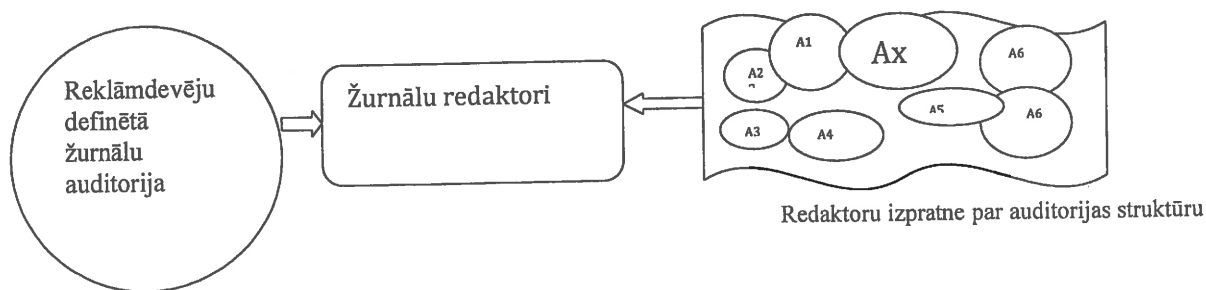 Reklāmdevēju
definētā
žurnālu
auditorija
Žurnālu redaktori
A1
Ax
A6
A2
A5
A3
A4
A6
Redaktoru izpratne par auditorijas struktūru